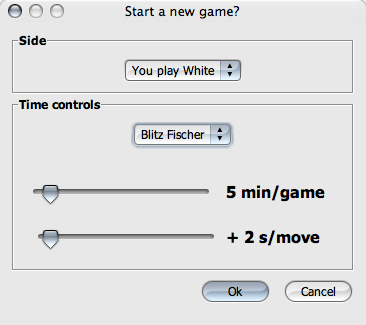 Start a new game?
Side
You play White
Time controls
Blitz Fischer
5 min/game
+ 2 s/move
Ok
Cancel